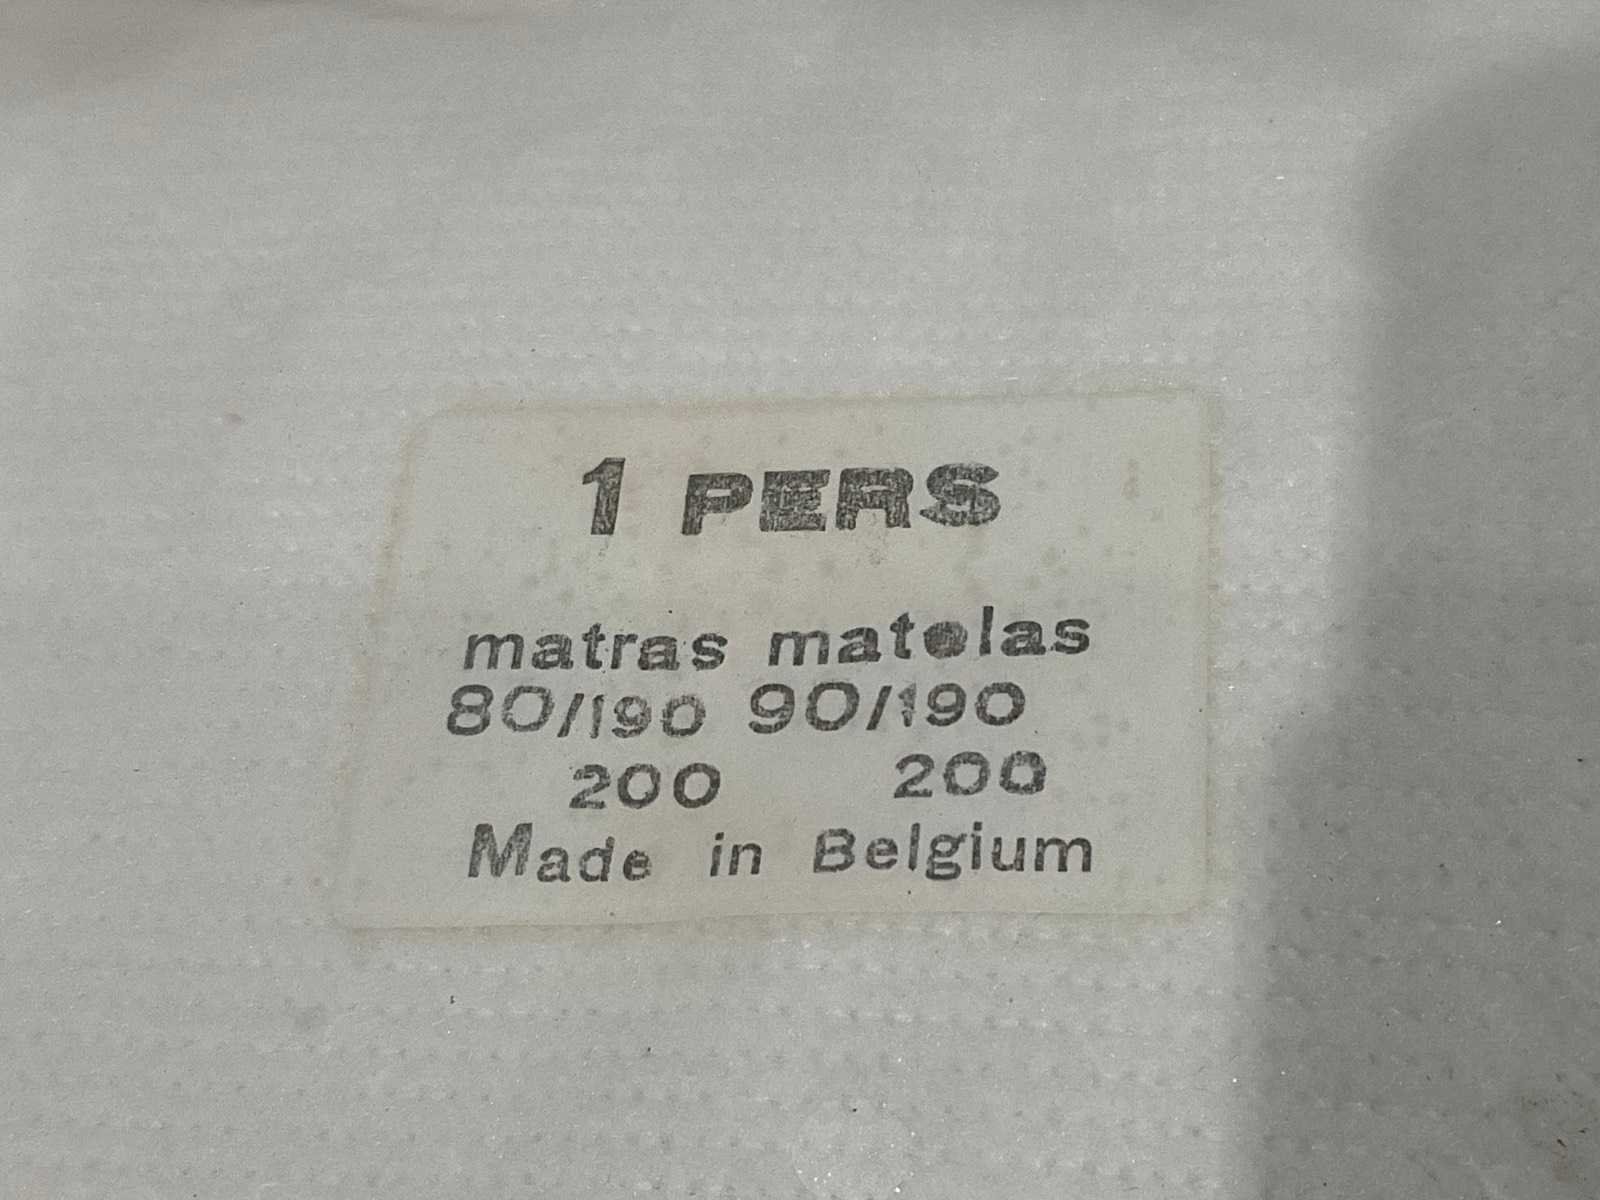 1 PERS
matras matelas
80/190 90/190
200 200
Made in Belgium